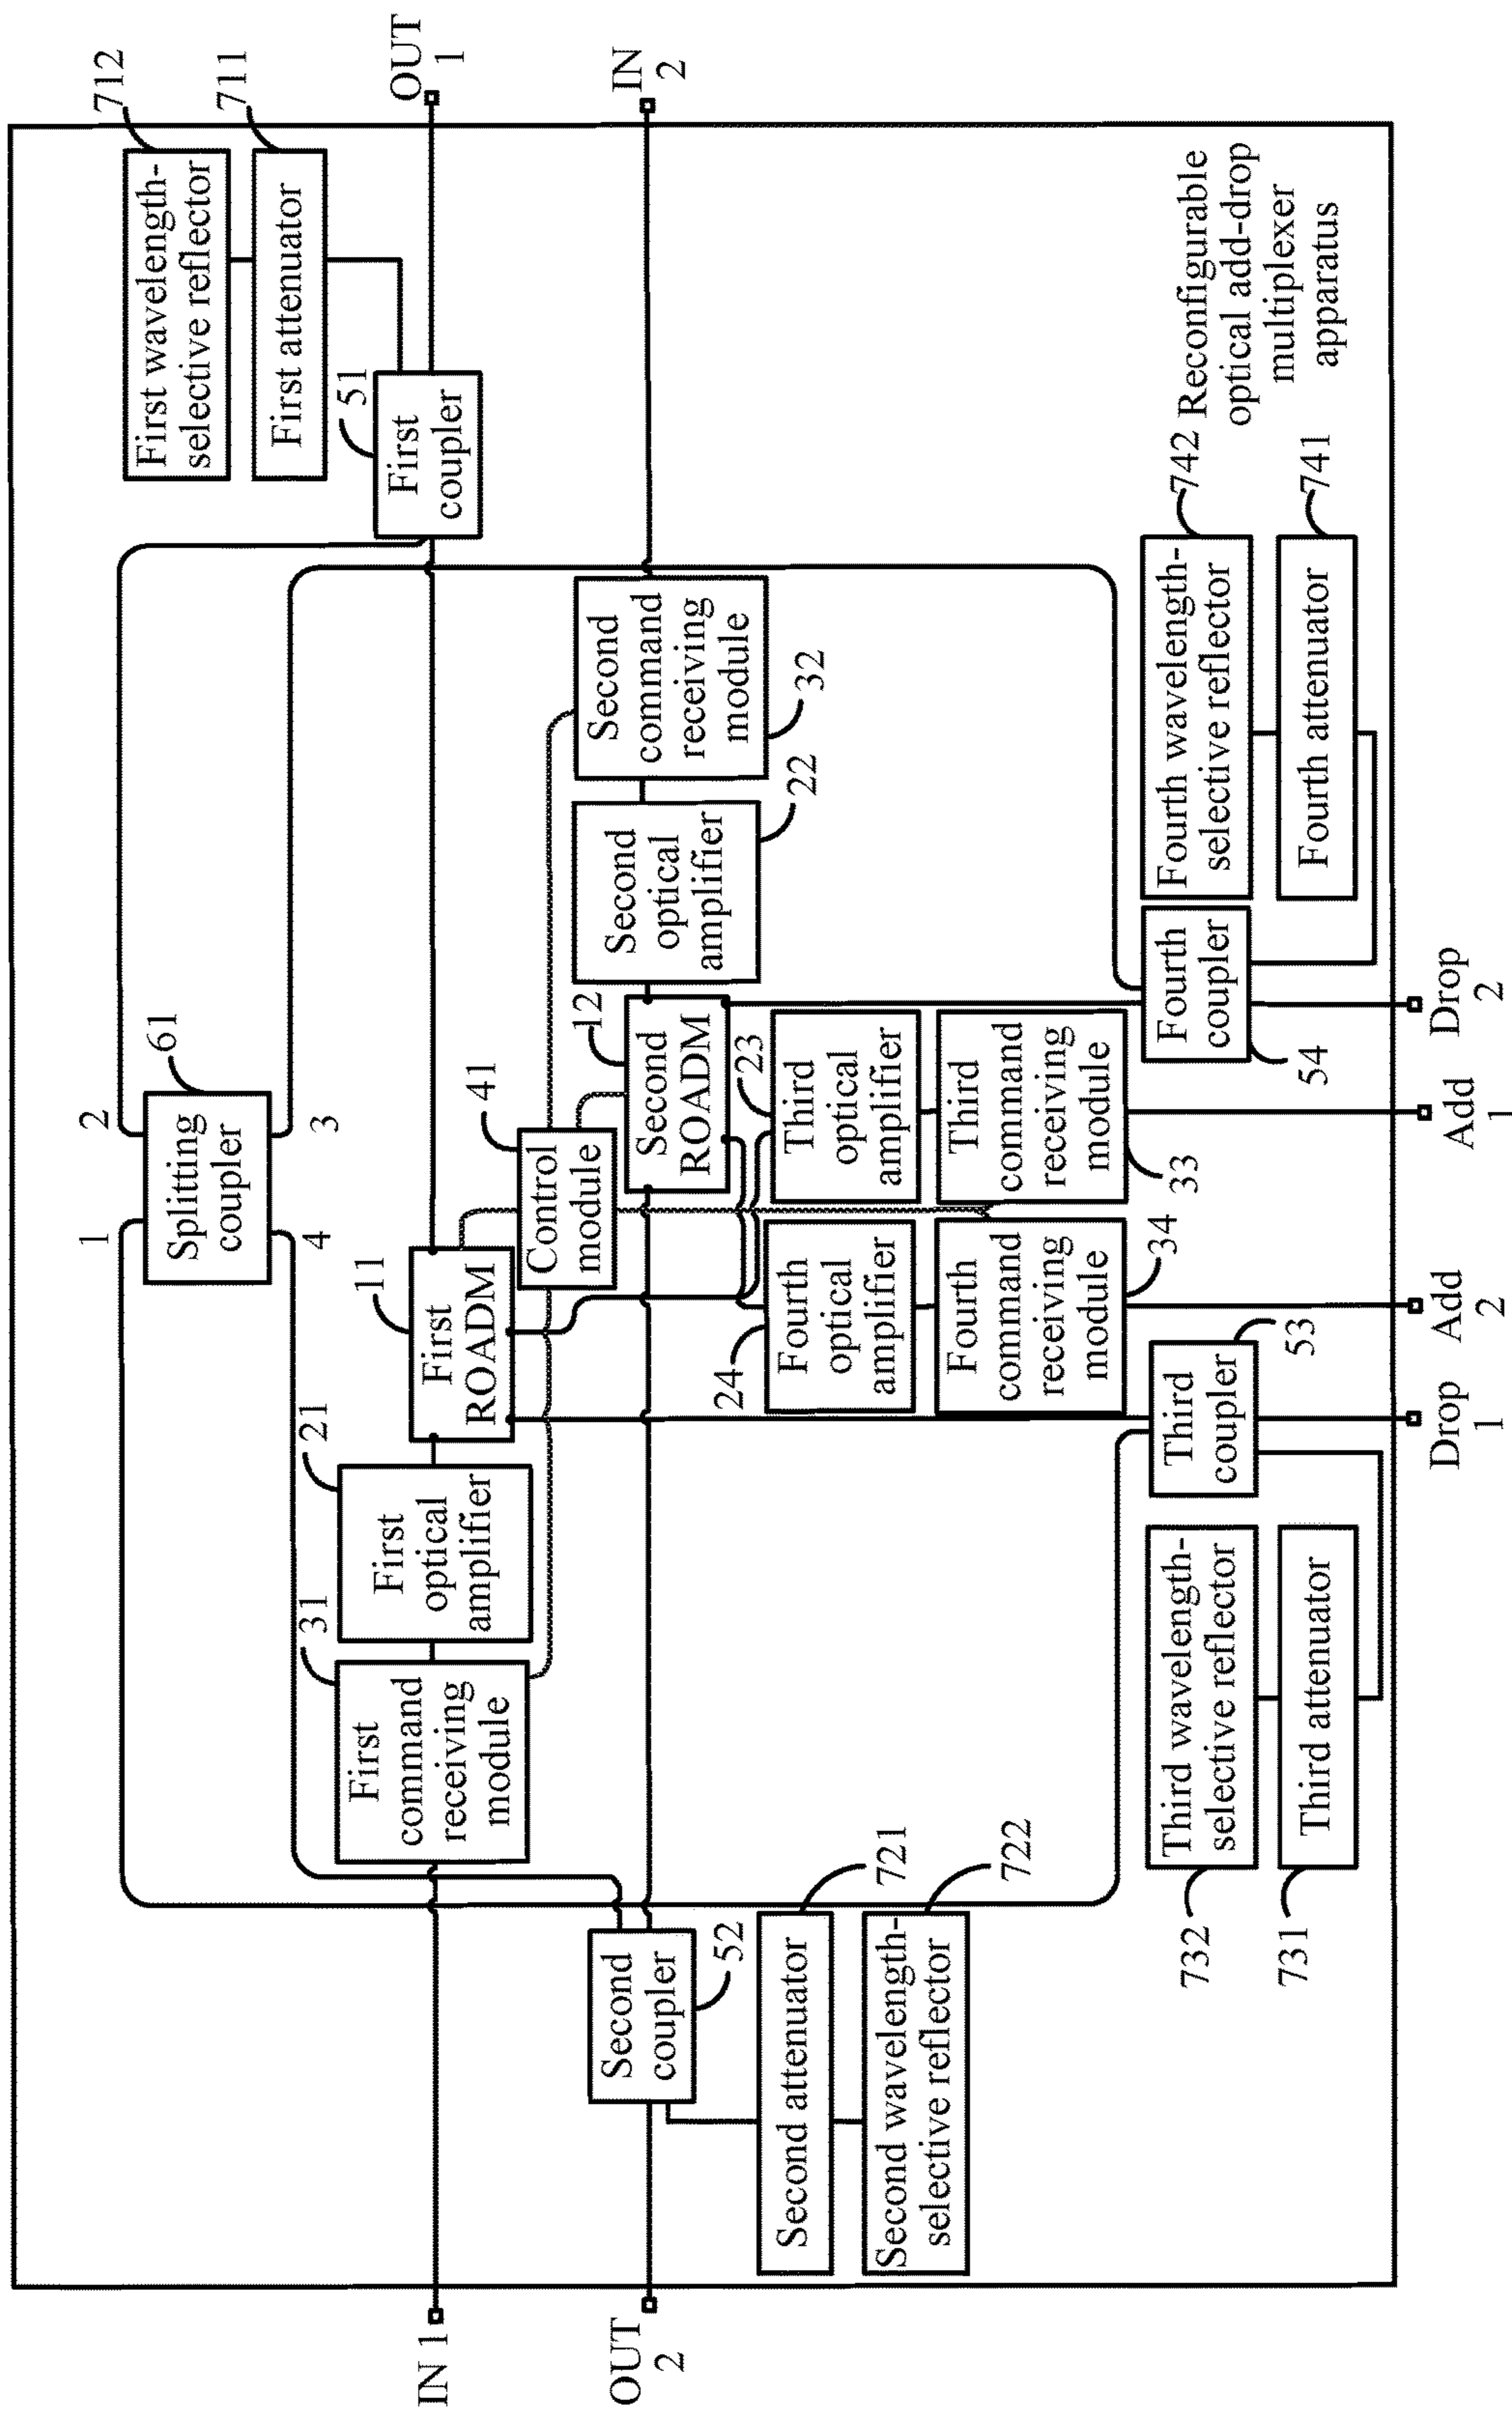 712
711
First wavelength-
selective reflector
First attenuator
OUT
1
51
First
coupler
IN
2
2
1
61
Splitting
coupler
3
4
Second
command
receiving
module
32
22
Second
optical
amplifier
12
Second
ROADM
41
Control
module
11
First
ROADM
21
First
optical
amplifier
31
First
command
receiving
module
IN 1
OUT
2
Second
coupler
52
Second attenuator
721
Second wavelength-
selective reflector
722
23
Third
optical
amplifier
Third
command
receiving
module
33
24
Fourth
optical
amplifier
Fourth
command
receiving
module
34
Third
coupler
53
Third wavelength-
selective reflector
732
Third attenuator
731
Fourth
coupler
54
Fourth wavelength-
selective reflector
742
Fourth attenuator
741
Reconfigurable
optical add-drop
multiplexer
apparatus
Drop
1
Add
2
Add
1
Drop
2